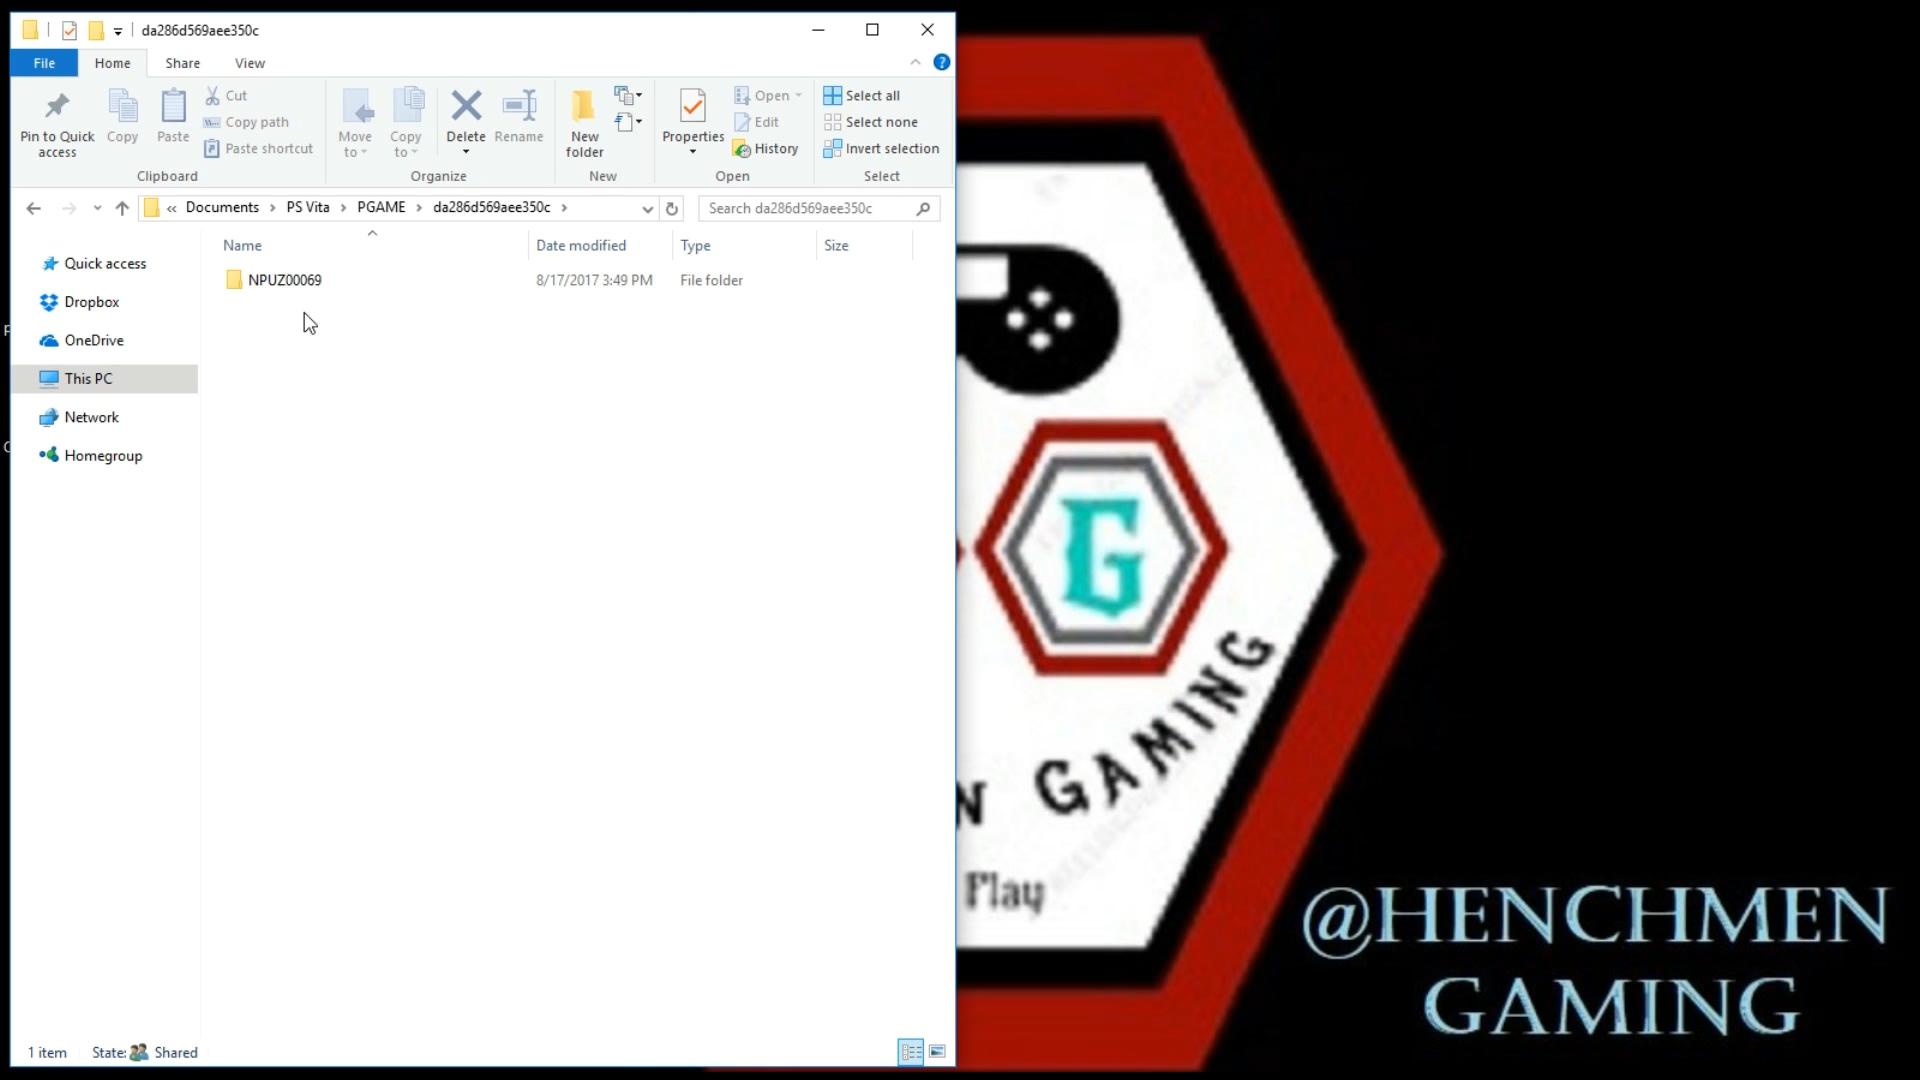 da286d569aee350c
File Home Share View
Pin to Quick access
Copy
Paste
Cut
Copy path
Paste shortcut
Clipboard
Move to
Copy to
Delete
Rename
Organize
New folder
New
Properties
Open
Edit
History
Open
Select all
Select none
Invert selection
Select
« Documents > PS Vita > PGAME > da286d569aee350c >
Search da286d569aee350c
Name Date modified Type Size
NPUZ00069 8/17/2017 3:49 PM File folder
Quick access
Dropbox
OneDrive
This PC
Network
Homegroup
1 item State: Shared
G
N GAMING
Play
@HENCHMEN
GAMING